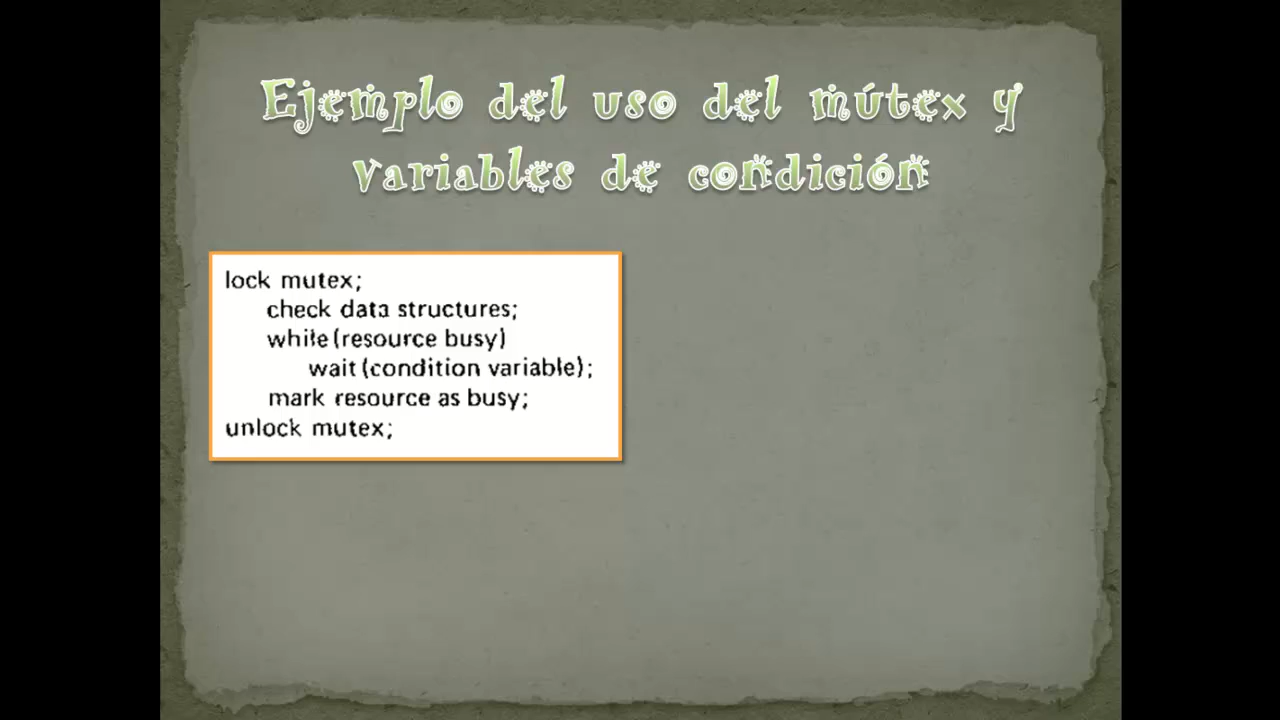 Ejemplo del uso del mútex y
variables de condición
lock mutex;
check data structures;
while(resource busy)
wait(condition variable);
mark resource as busy;
unlock mutex;